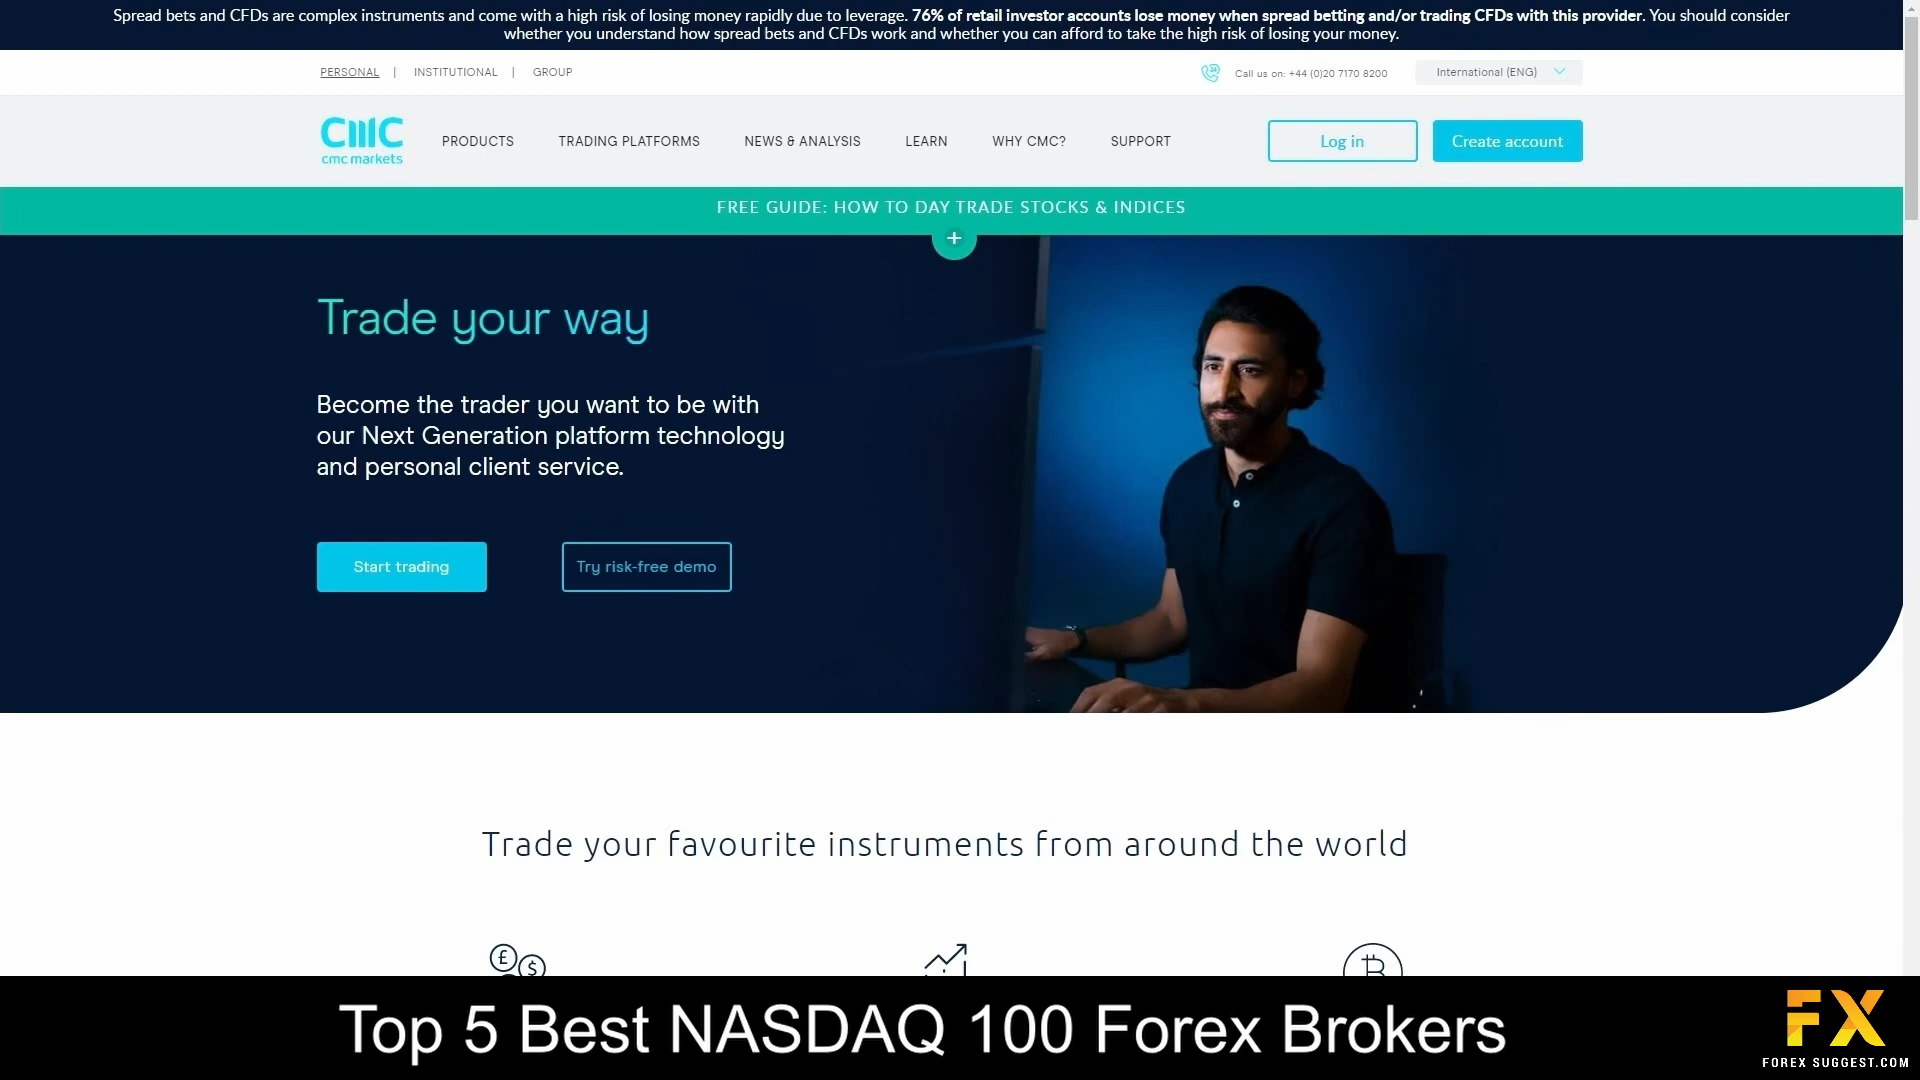 Spread bets and CFDs are complex instruments and come with a high risk of losing money rapidly due to leverage. 76% of retail investor accounts lose money when spread betting and/or trading CFDs with this provider. You should consider
whether you understand how spread bets and CFDs work and whether you can afford to take the high risk of losing your money.
PERSONAL | INSTITUTIONAL | GROUP
24 Call us on: +44 (0)20 7170 8200 International (ENG)
CMC
cmc markets
PRODUCTS TRADING PLATFORMS NEWS & ANALYSIS LEARN WHY CMC? SUPPORT Log in Create account
FREE GUIDE: HOW TO DAY TRADE STOCKS & INDICES
+
Trade your way
Become the trader you want to be with
our Next Generation platform technology
and personal client service.
Start trading Try risk-free demo
Trade your favourite instruments from around the world
£ $ B
Top 5 Best NASDAQ 100 Forex Brokers
FX
FOREX SUGGEST.COM